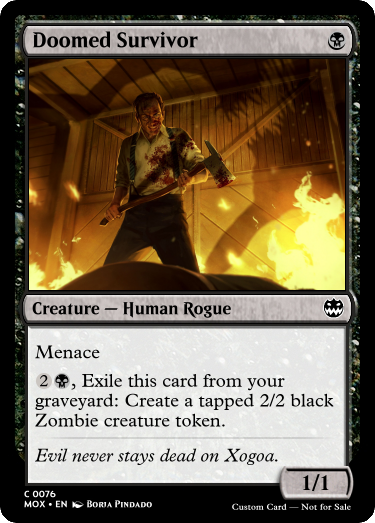 Doomed Survivor
Creature — Human Rogue
Menace
2, Exile this card from your
graveyard: Create a tapped 2/2 black
Zombie creature token.
Evil never stays dead on Xogoa.
1/1
C 0076
MOX • EN Borja Pindado
Custom Card — Not for Sale